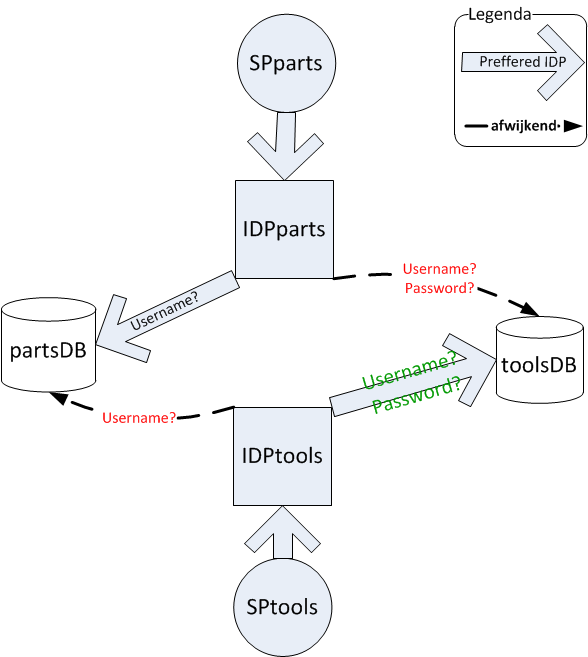 Legenda
Preffered IDP
afwijkend
SPparts
IDPparts
Username?
Password?
Username?
partsDB
toolsDB
Username?
Password?
Username?
IDPtools
SPtools